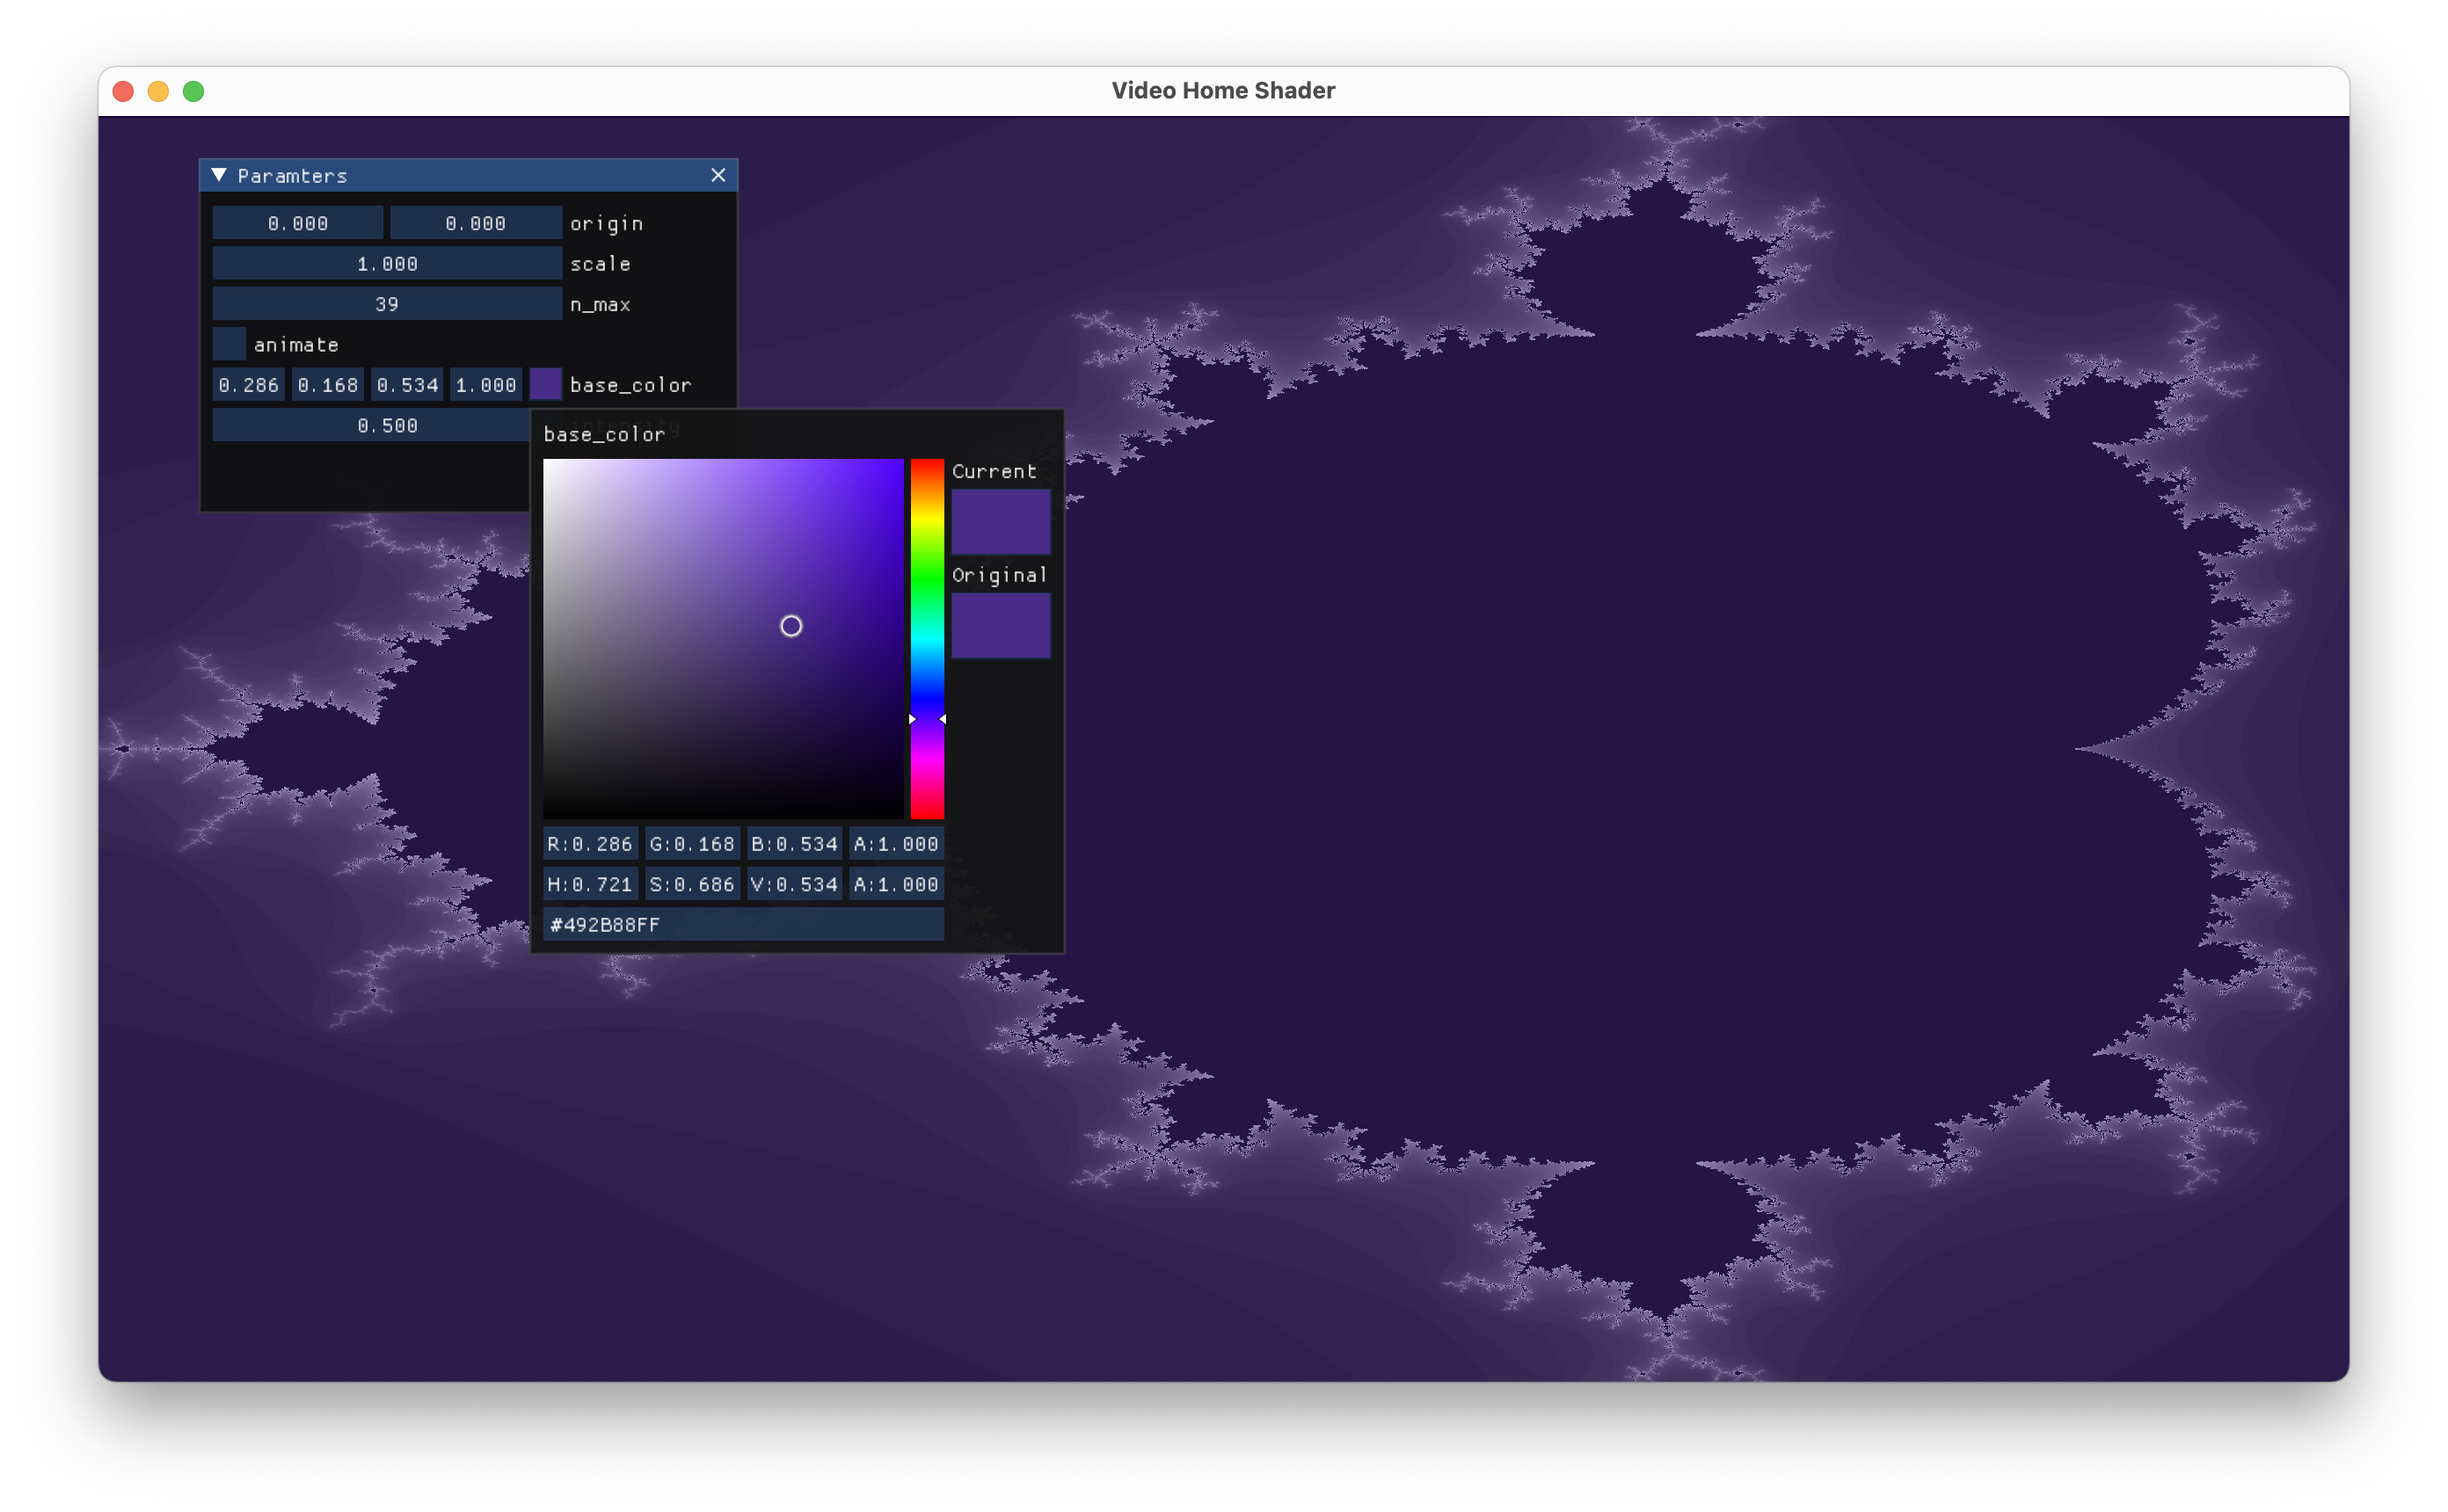 Video Home Shader
Paramters
0.000 0.000 origin
1.000 scale
39 n_max
animate
0.286 0.168 0.534 1.000 base_color
0.500 intensity
base_color
Current
Original
R:0.286 G:0.168 B:0.534 A:1.000
H:0.721 S:0.686 V:0.534 A:1.000
#492B88FF